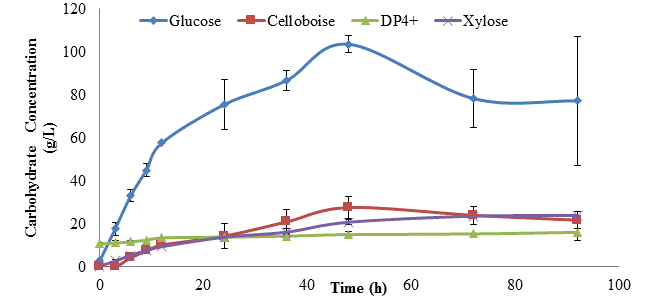 Glucose Celloboise DP4+ Xylose
120
100
80
60
40
20
0
Carbohydrate Concentration
(g/L)
0 20 40 60 80 100
Time (h)